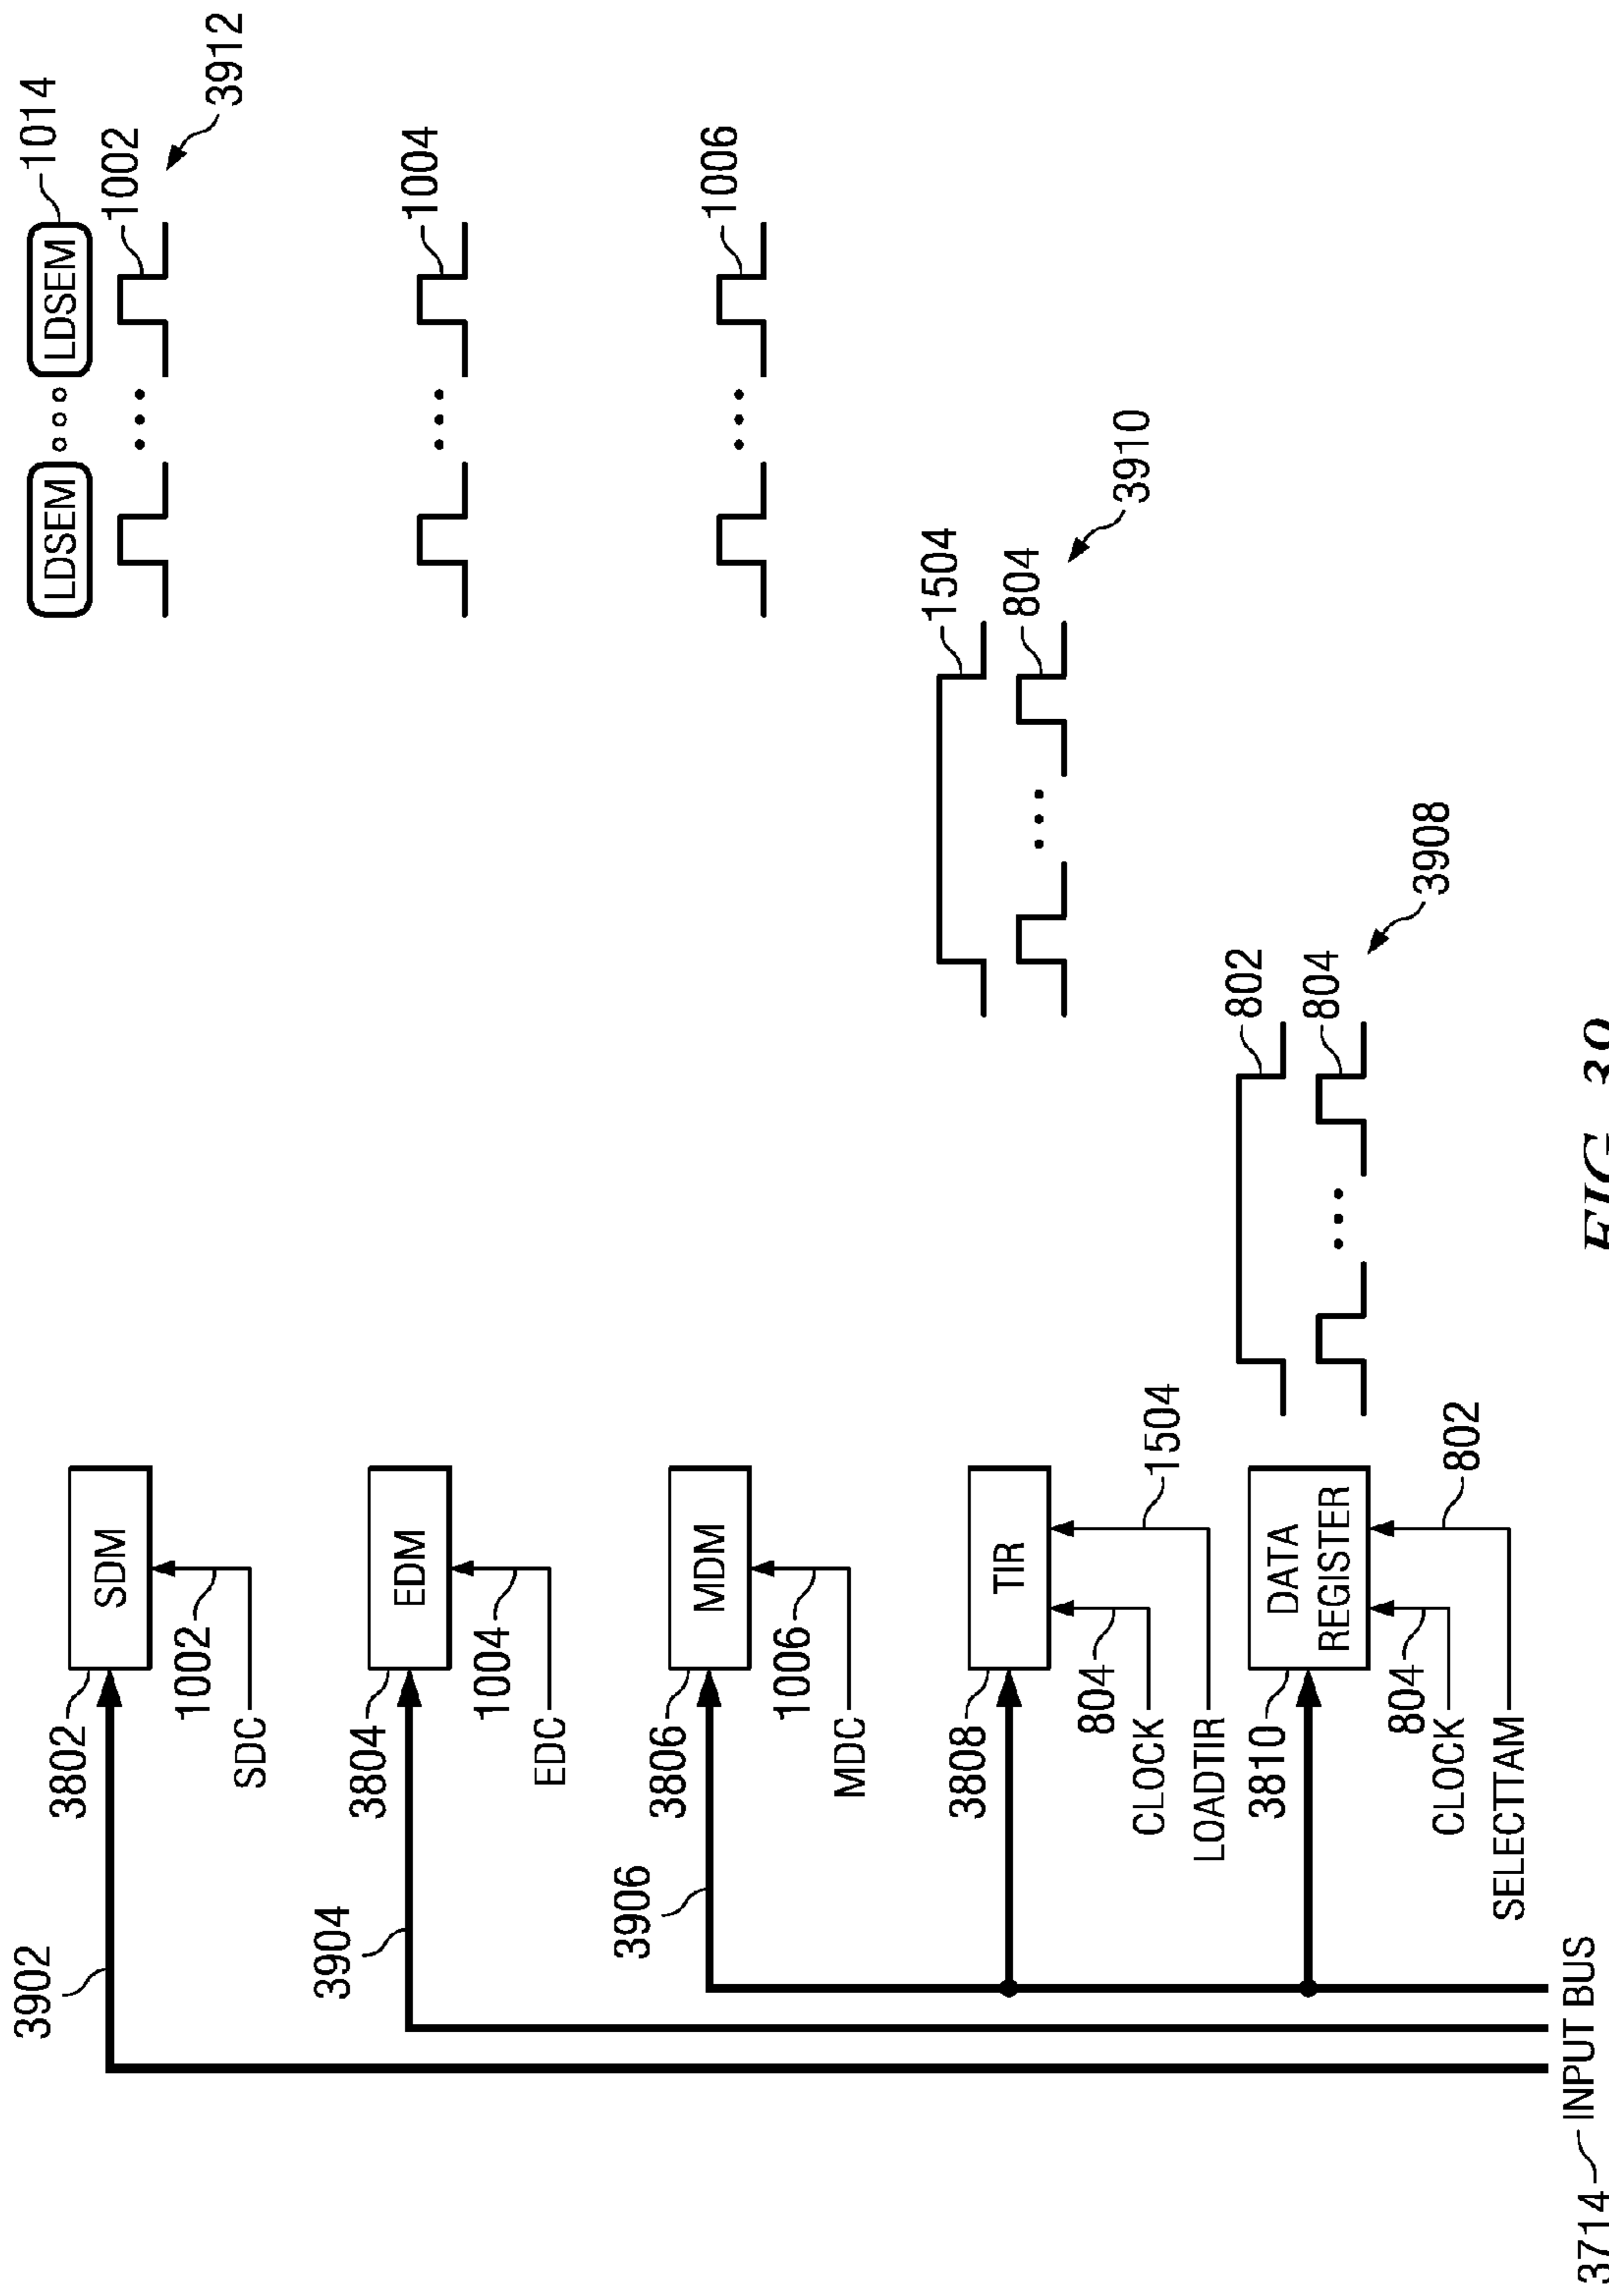 LDSEM
LDSEM
1014
1002
3912
3902
3802
SDM
1002
SDC
1004
3904
3804
EDM
1004
EDC
1006
3906
3806
MDM
1006
MDC
1504
804
3910
3808
TIR
804
CLOCK
LOADTIR
1504
802
804
3908
3810
DATA
REGISTER
804
CLOCK
SELECTTAM
802
3714
INPUT BUS
FIG. 39